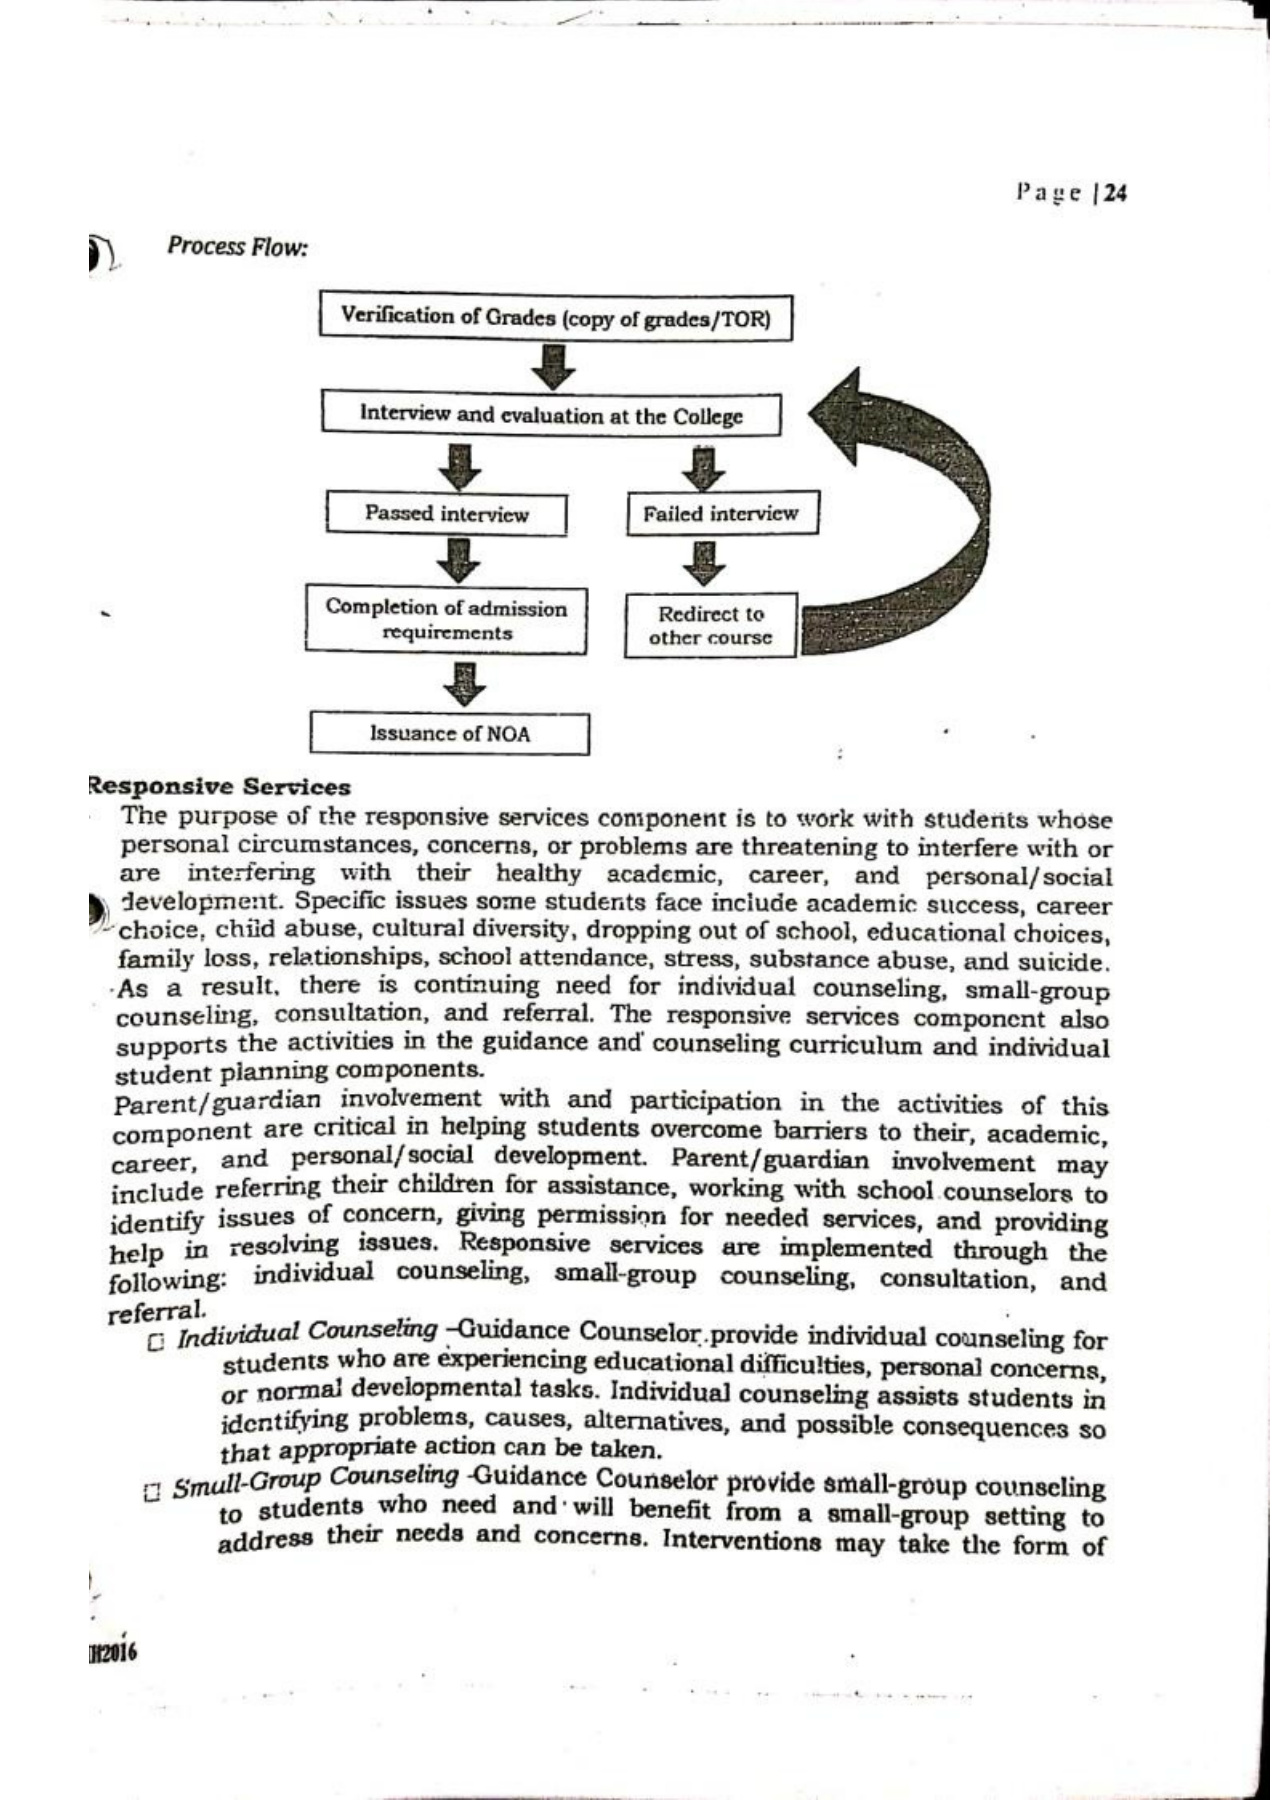 Page |24
Process Flow:
Verification of Grades (copy of grades/TOR)
Interview and evaluation at the College
Passed interview
Failed interview
Completion of admission
requirements
Redirect to
other course
Issuance of NOA
Responsive Services
The purpose of the responsive services component is to work with students whose
personal circumstances, concerns, or problems are threatening to interfere with or
are interfering with their healthy academic, career, and personal/social
development. Specific issues some students face include academic success, career
choice, child abuse, cultural diversity, dropping out of school, educational choices,
family loss, relationships, school attendance, stress, substance abuse, and suicide.
As a result, there is continuing need for individual counseling, small-group
counseling, consultation, and referral. The responsive services component also
supports the activities in the guidance and counseling curriculum and individual
student planning components.
Parent/guardian involvement with and participation in the activities of this
component are critical in helping students overcome barriers to their, academic,
career, and personal/social development. Parent/guardian involvement may
include referring their children for assistance, working with school counselors to
identify issues of concern, giving permission for needed services, and providing
help in resolving issues. Responsive services are implemented through the
following: individual counseling, small-group counseling, consultation, and
referral.
Individual Counseling –Guidance Counselor provide individual counseling for
students who are experiencing educational difficulties, personal concerns,
or normal developmental tasks. Individual counseling assists students in
identifying problems, causes, alternatives, and possible consequences so
that appropriate action can be taken.
Small-Group Counseling -Guidance Counselor provide small-group counseling
to students who need and will benefit from a small-group setting to
address their needs and concerns. Interventions may take the form of